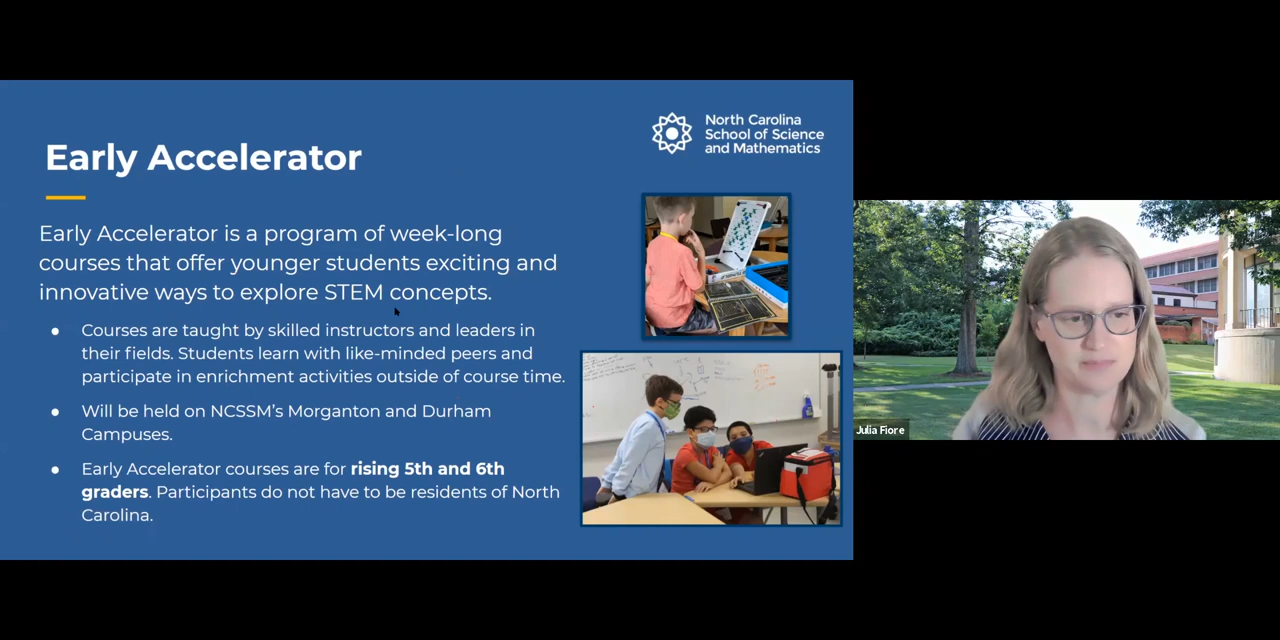 North Carolina
School of Science
and Mathematics
Early Accelerator
Early Accelerator is a program of week-long
courses that offer younger students exciting and
innovative ways to explore STEM concepts.
● Courses are taught by skilled instructors and leaders in
their fields. Students learn with like-minded peers and
participate in enrichment activities outside of course time.
● Will be held on NCSSM’s Morganton and Durham
Campuses.
● Early Accelerator courses are for rising 5th and 6th
graders. Participants do not have to be residents of North
Carolina.
Julia Fiore